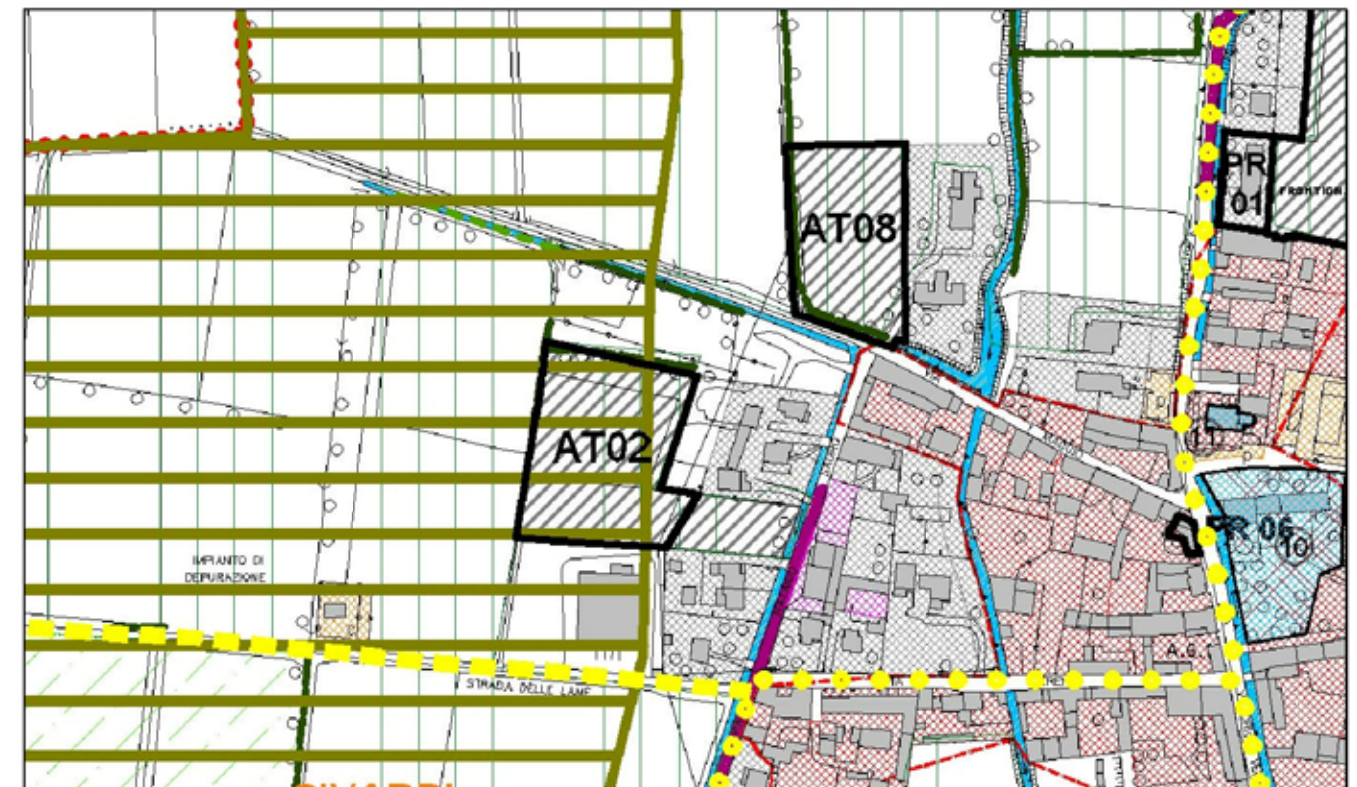 PR
01
FRONTION
AT08
11
AT02
PR 06
10
IMPIANTO DI
DEPURAZIONE
A.6.
STRADA DELLE LAME